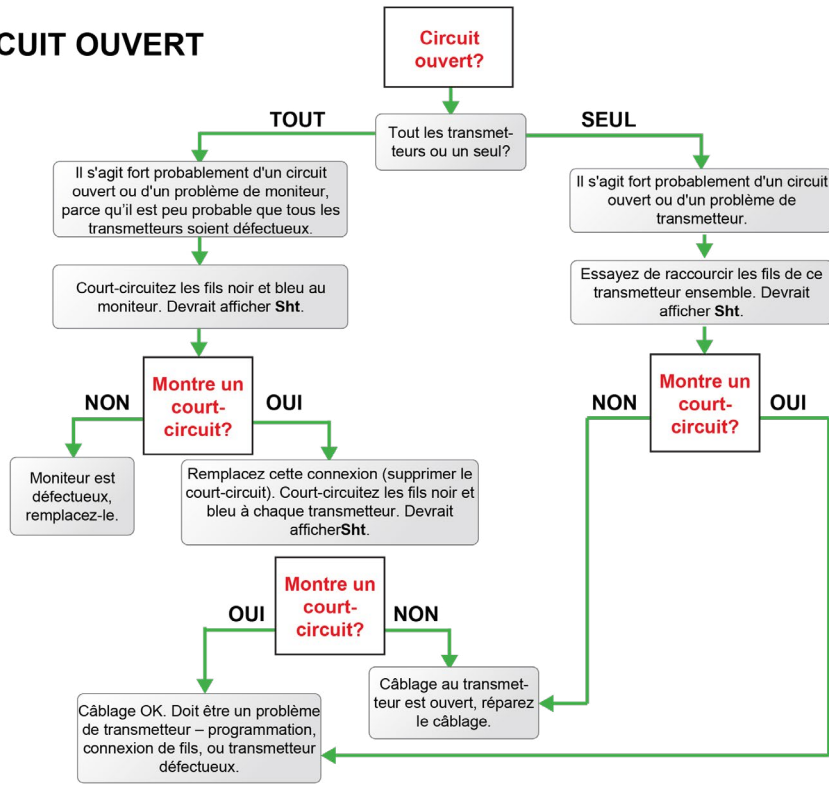 CUIT OUVERT
Circuit
ouvert?
TOUT
SEUL
Tout les transmet-
teurs ou un seul?
Il s'agit fort probablement d'un circuit
ouvert ou d'un problème de moniteur,
parce qu'il est peu probable que tous les
transmetteurs soient défectueux.
Il s'agit fort probablement d'un circuit
ouvert ou d'un problème de
transmetteur.
Court-circuitez les fils noir et bleu au
moniteur. Devrait afficher Sht.
Essayez de raccourcir les fils de ce
transmetteur ensemble. Devrait
afficher Sht.
NON
Montre un
court-
circuit?
OUI
NON
Montre un
court-
circuit?
OUI
Moniteur est
défectueux,
remplacez-le.
Remplacez cette connexion (supprimer le
court-circuit). Court-circuitez les fils noir et
bleu à chaque transmetteur. Devrait
afficherSht.
OUI
Montre un
court-
circuit?
NON
Câblage au transmet-
teur est ouvert, réparez
le câblage.
Câblage OK. Doit être un problème
de transmetteur – programmation,
connexion de fils, ou transmetteur
défectueux.